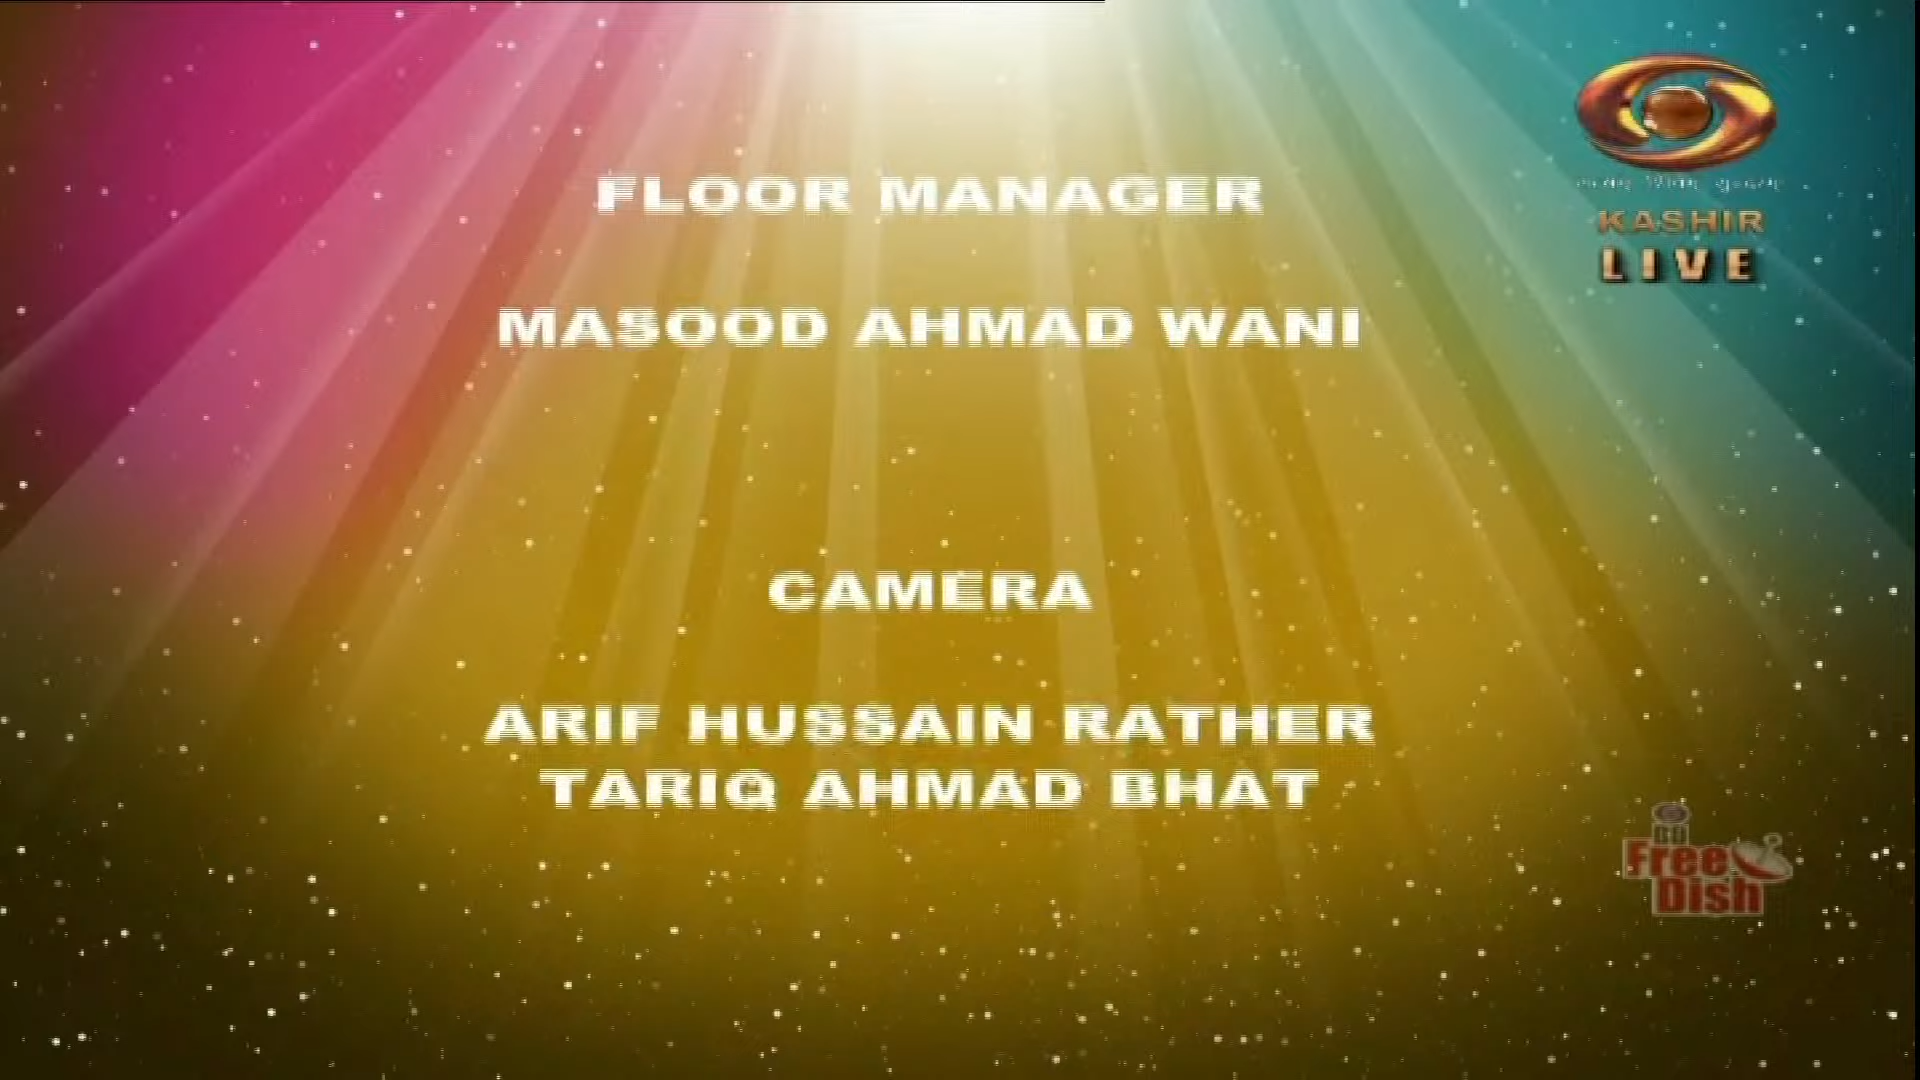 FLOOR MANAGER
MASOOD AHMAD WANI
CAMERA
ARIF HUSSAIN RATHER
TARIQ AHMAD BHAT
KASHIR
LIVE
DD
Free
Dish